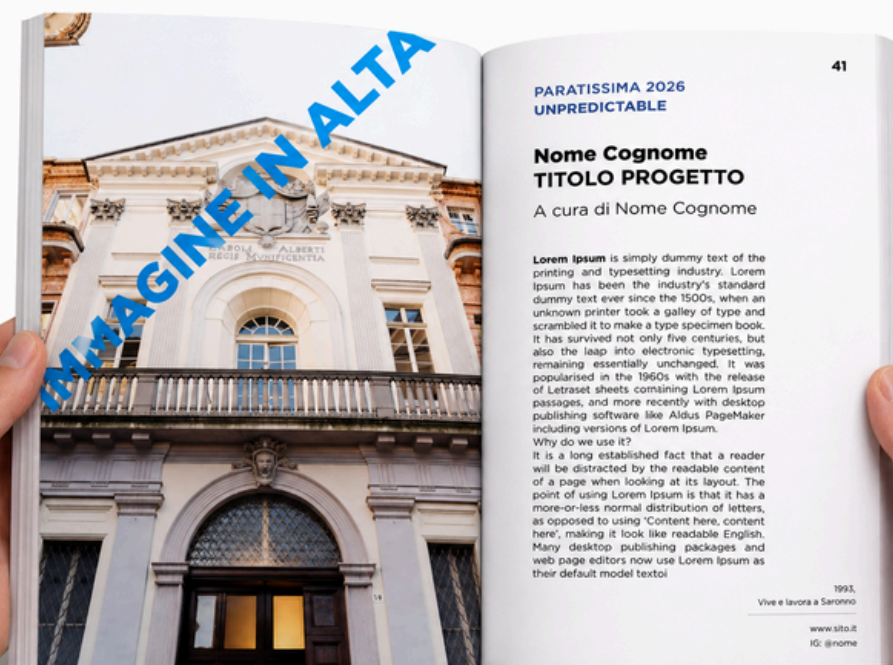 IMMAGINE IN ALTA
CAROLI ALBERTI
REGIS MUNIFICENTIA
41
PARATISSIMA 2026
UNPREDICTABLE
Nome Cognome
TITOLO PROGETTO
A cura di Nome Cognome
Lorem Ipsum is simply dummy text of the
printing and typesetting industry. Lorem
Ipsum has been the industry's standard
dummy text ever since the 1500s, when an
unknown printer took a galley of type and
scrambled it to make a type specimen book.
It has survived not only five centuries, but
also the laap into electronic typesetting,
remaining essentially unchanged. It was
popularised in the 1960s with the release
of Letraset sheets containing Lorem Ipsum
passages, and more recently with desktop
publishing software like Aldus PageMaker
including versions of Lorem Ipsum.
Why do we use it?
It is a long established fact that a reader
will be distracted by the readable content
of a page when looking at its layout. The
point of using Lorem Ipsum is that it has a
more-or-less normal distribution of letters,
as opposed to using 'Content here, content
here', making it look like readable English.
Many desktop publishing packages and
web page editors now use Lorem Ipsum as
their default model textoi
1993,
Vive e lavora a Saronno
www.sito.it
IG: @nome